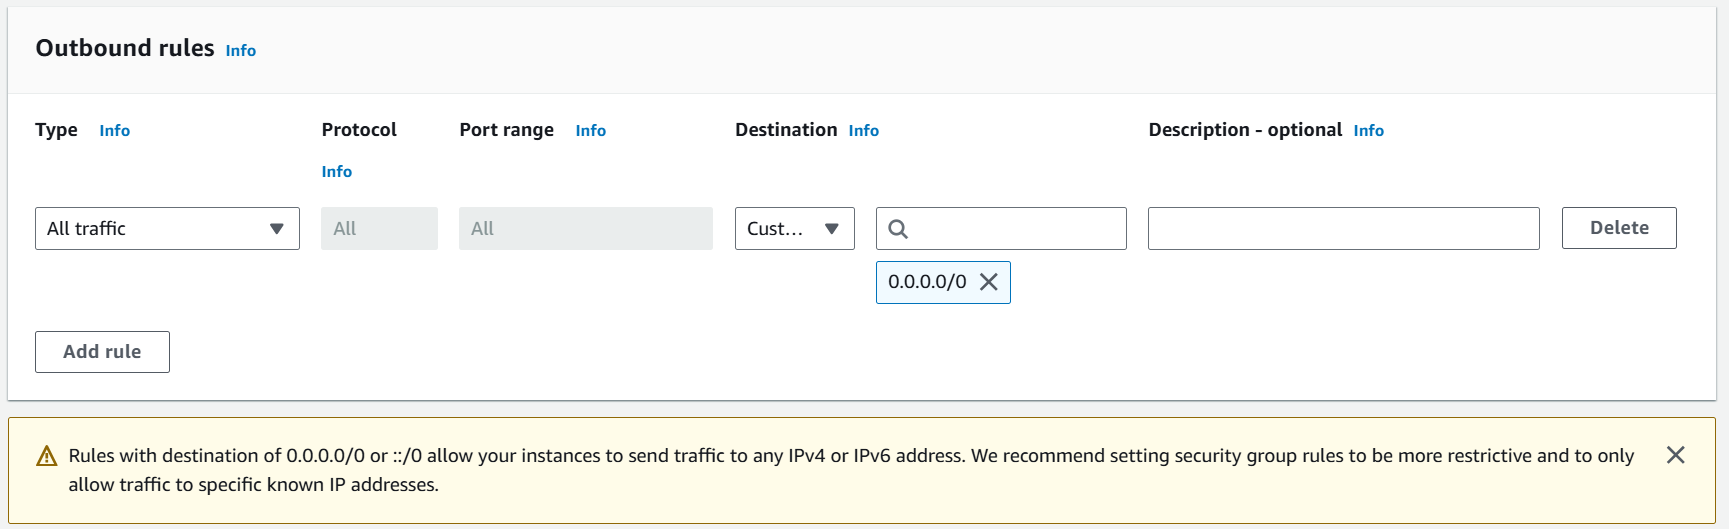 Outbound rules Info
Type Info Protocol Info Port range Info Destination Info Description - optional Info
All traffic All All Cust... Delete
0.0.0.0/0
Add rule
Rules with destination of 0.0.0.0/0 or ::/0 allow your instances to send traffic to any IPv4 or IPv6 address. We recommend setting security group rules to be more restrictive and to only
allow traffic to specific known IP addresses.